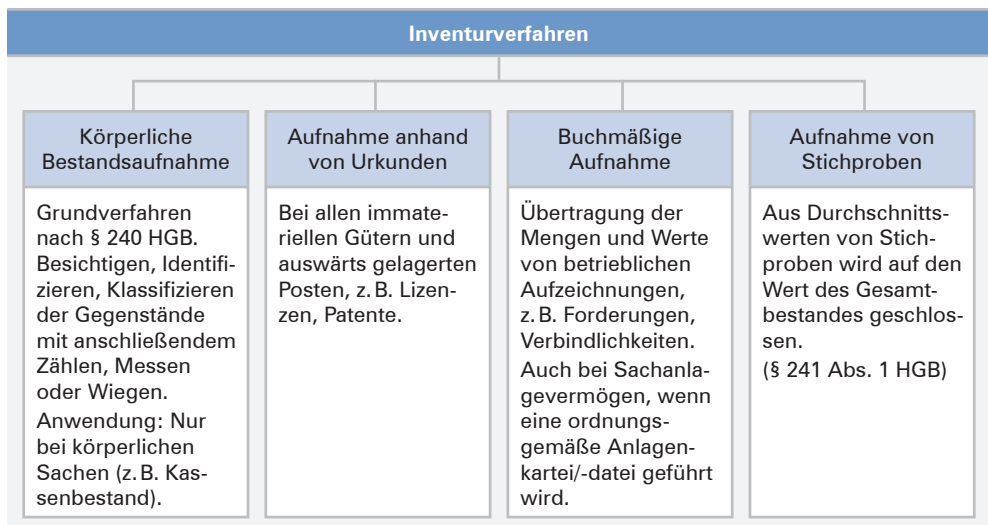 Inventurverfahren
Körperliche
Bestandsaufnahme
Grundverfahren
nach § 240 HGB.
Besichtigen, Identifi-
zieren, Klassifizieren
der Gegenstände
mit anschließendem
Zählen, Messen
oder Wiegen.
Anwendung: Nur
bei körperlichen
Sachen (z. B. Kas-
senbestand).
Aufnahme anhand
von Urkunden
Bei allen immate-
riellen Gütern und
auswärts gelagerten
Posten, z. B. Lizen-
zen, Patente.
Buchmäßige
Aufnahme
Übertragung der
Mengen und Werte
von betrieblichen
Aufzeichnungen,
z. B. Forderungen,
Verbindlichkeiten.
Auch bei Sachanla-
gevermögen, wenn
eine ordnungs-
gemäße Anlagen-
kartei/-datei geführt
wird.
Aufnahme von
Stichproben
Aus Durchschnitts-
werten von Stich-
proben wird auf den
Wert des Gesamt-
bestandes geschlos-
sen.
(§ 241 Abs. 1 HGB)